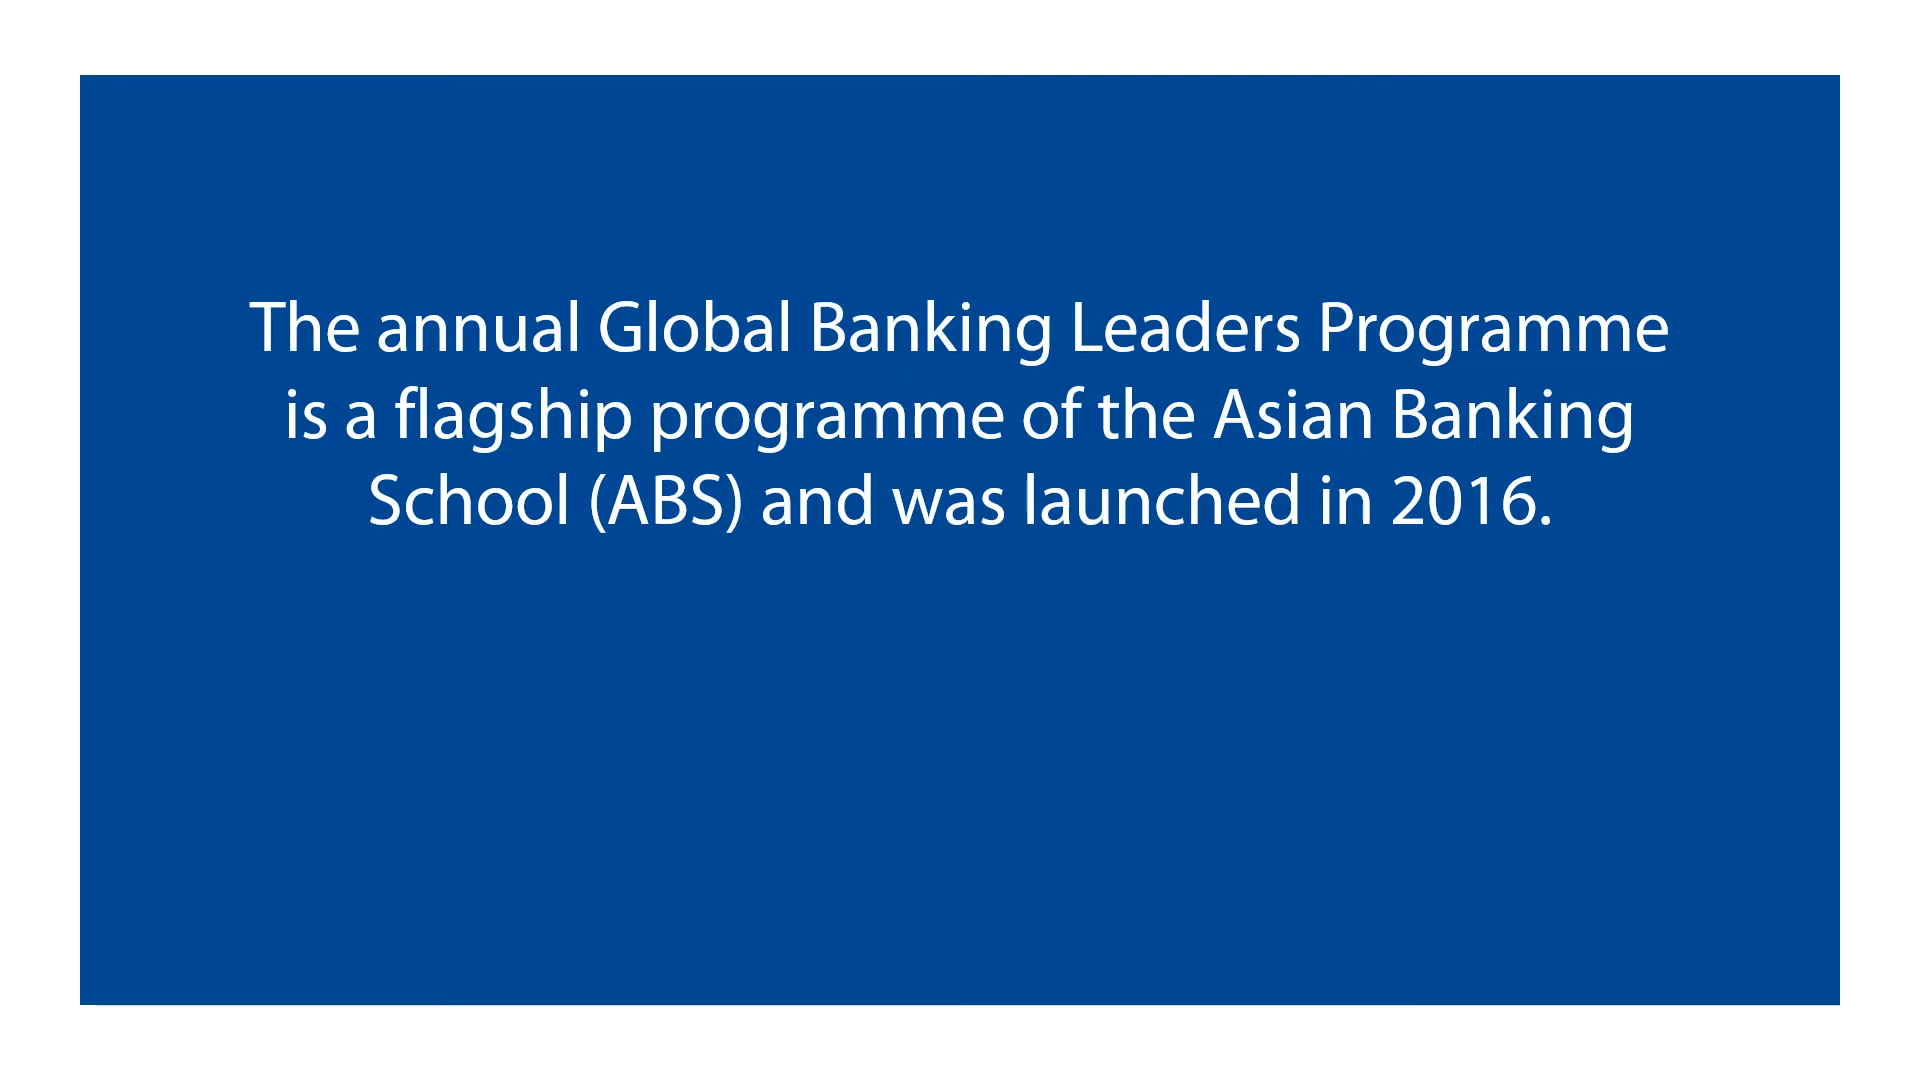 The annual Global Banking Leaders Programme
is a flagship programme of the Asian Banking
School (ABS) and was launched in 2016.